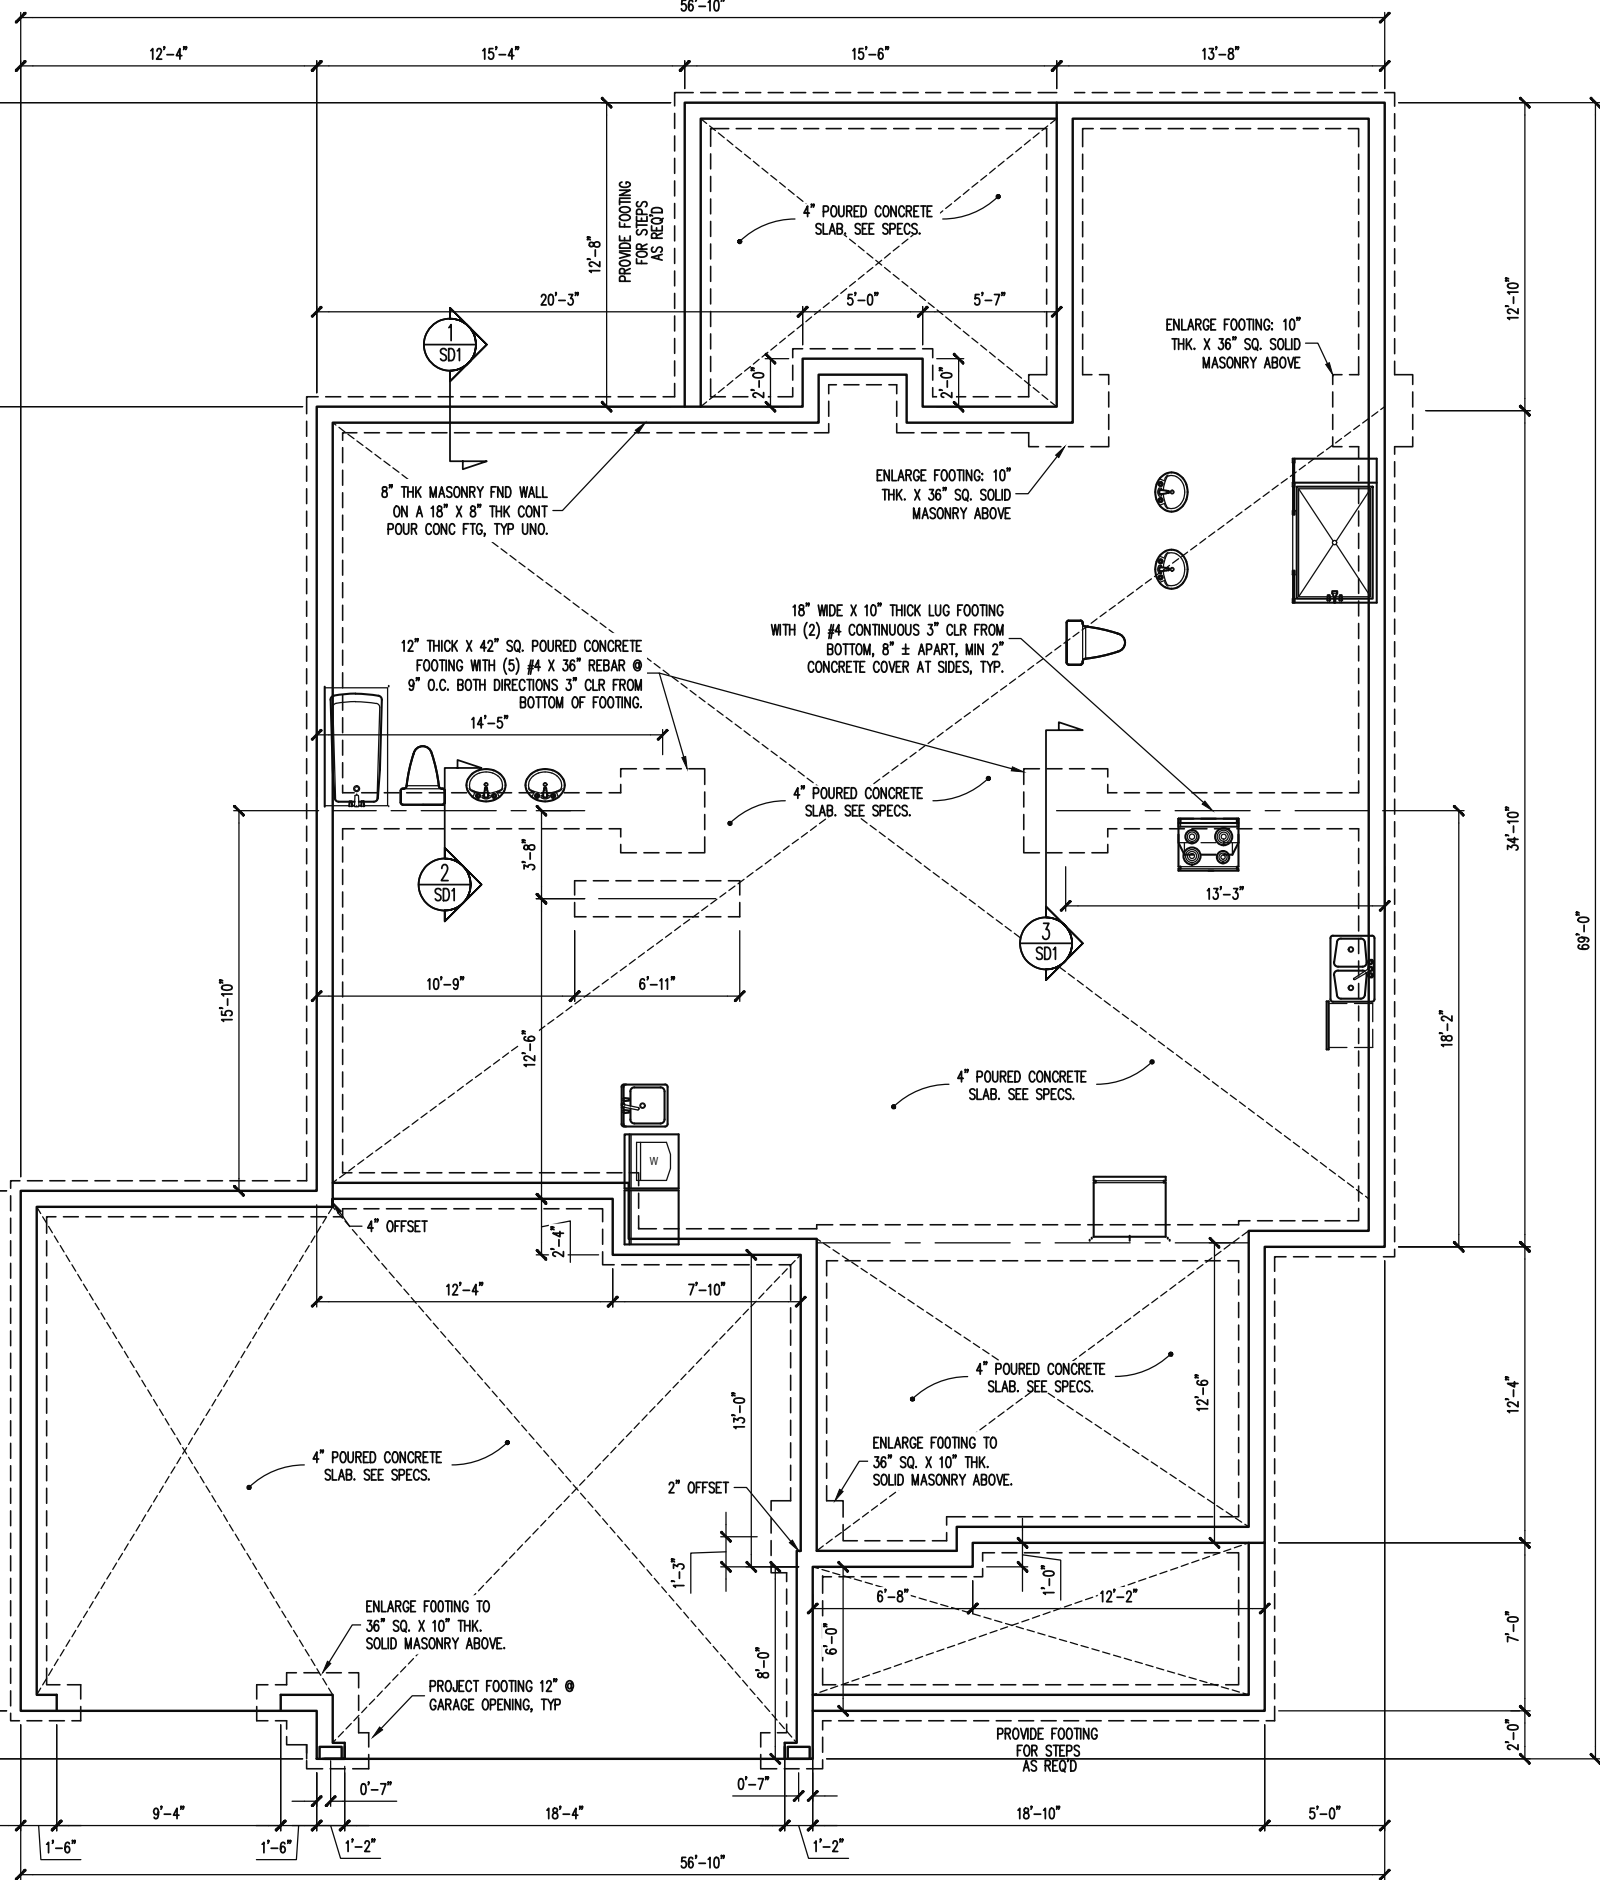 56'-10"
12'-4"
15'-4"
15'-6"
13'-8"
PROVIDE FOOTING
FOR STEPS
AS REQ'D
12'-8"
4" POURED CONCRETE
SLAB. SEE SPECS.
12'-10"
20'-3"
5'-0"
5'-7"
1
SD1
ENLARGE FOOTING: 10"
THK. X 36" SQ. SOLID
MASONRY ABOVE
2'-0"
2'-0"
8" THK MASONRY FND WALL
ON A 18" X 8" THK CONT
POUR CONC FTG, TYP UNO.
ENLARGE FOOTING: 10"
THK. X 36" SQ. SOLID
MASONRY ABOVE
18" WIDE X 10" THICK LUG FOOTING
WITH (2) #4 CONTINUOUS 3" CLR FROM
BOTTOM, 8" ± APART, MIN 2"
CONCRETE COVER AT SIDES, TYP.
12" THICK X 42" SQ. POURED CONCRETE
FOOTING WITH (5) #4 X 36" REBAR @
9" O.C. BOTH DIRECTIONS 3" CLR FROM
BOTTOM OF FOOTING.
14'-5"
4" POURED CONCRETE
SLAB. SEE SPECS.
34'-10"
3'-8"
2
SD1
13'-3"
3
SD1
69'-0"
10'-9"
6'-11"
15'-10"
12'-6"
18'-2"
4" POURED CONCRETE
SLAB. SEE SPECS.
W
4" OFFSET
2'-4"
12'-4"
7'-10"
4" POURED CONCRETE
SLAB. SEE SPECS.
13'-0"
12'-6"
12'-4"
ENLARGE FOOTING TO
36" SQ. X 10" THK.
SOLID MASONRY ABOVE.
4" POURED CONCRETE
SLAB. SEE SPECS.
2" OFFSET
1'-3"
1'-0"
6'-8"
12'-2"
ENLARGE FOOTING TO
36" SQ. X 10" THK.
SOLID MASONRY ABOVE.
8'-0"
6'-0"
7'-0"
PROJECT FOOTING 12" @
GARAGE OPENING, TYP
PROVIDE FOOTING
FOR STEPS
AS REQ'D
2'-0"
0'-7"
0'-7"
9'-4"
18'-4"
18'-10"
5'-0"
1'-6"
1'-6"
1'-2"
1'-2"
56'-10"